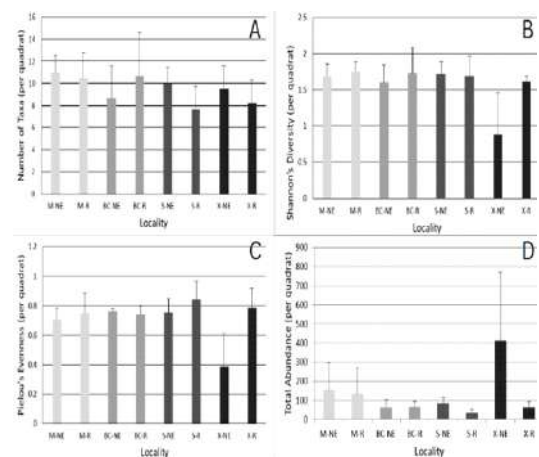 A
Number of Taxa (per quadrat)
16
14
12
10
8
6
4
2
0
M-NE M-R BC-NE BC-R S-NE S-R X-NE X-R
Locality
B
Shannon's Diversity (per quadrat)
2
1.5
1
0.5
0
M-NE M-R BC-NE BC-R S-NE S-R X-NE X-R
Locality
C
Pielou's Evenness (per quadrat)
1.2
1
0.8
0.6
0.4
0.2
0
M-NE M-R BC-NE BC-R S-NE S-R X-NE X-R
Locality
D
Total Abundance (per quadrat)
900
800
700
600
500
400
300
200
100
0
M-NE M-R BC-NE BC-R S-NE S-R X-NE X-R
Locality